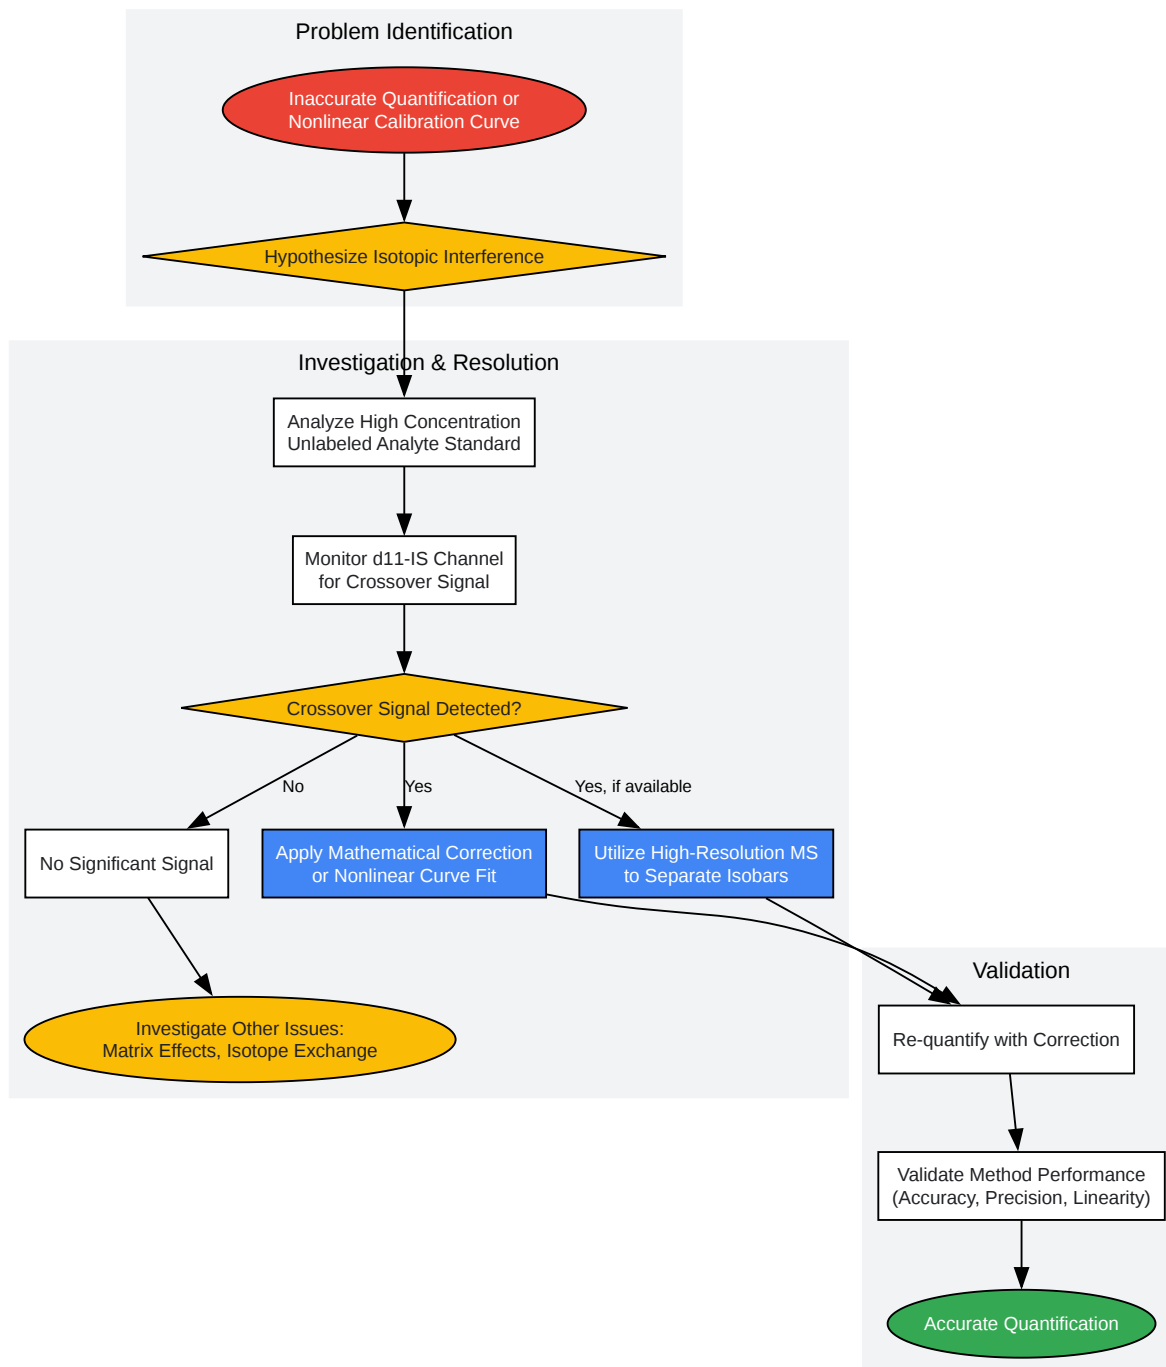 Problem Identification
Inaccurate Quantification or
Nonlinear Calibration Curve
Hypothesize Isotopic Interference
Investigation & Resolution
Analyze High Concentration
Unlabeled Analyte Standard
Monitor d11-IS Channel
for Crossover Signal
Crossover Signal Detected?
No
Yes
Yes, if available
No Significant Signal
Apply Mathematical Correction
or Nonlinear Curve Fit
Utilize High-Resolution MS
to Separate Isobars
Investigate Other Issues:
Matrix Effects, Isotope Exchange
Validation
Re-quantify with Correction
Validate Method Performance
(Accuracy, Precision, Linearity)
Accurate Quantification